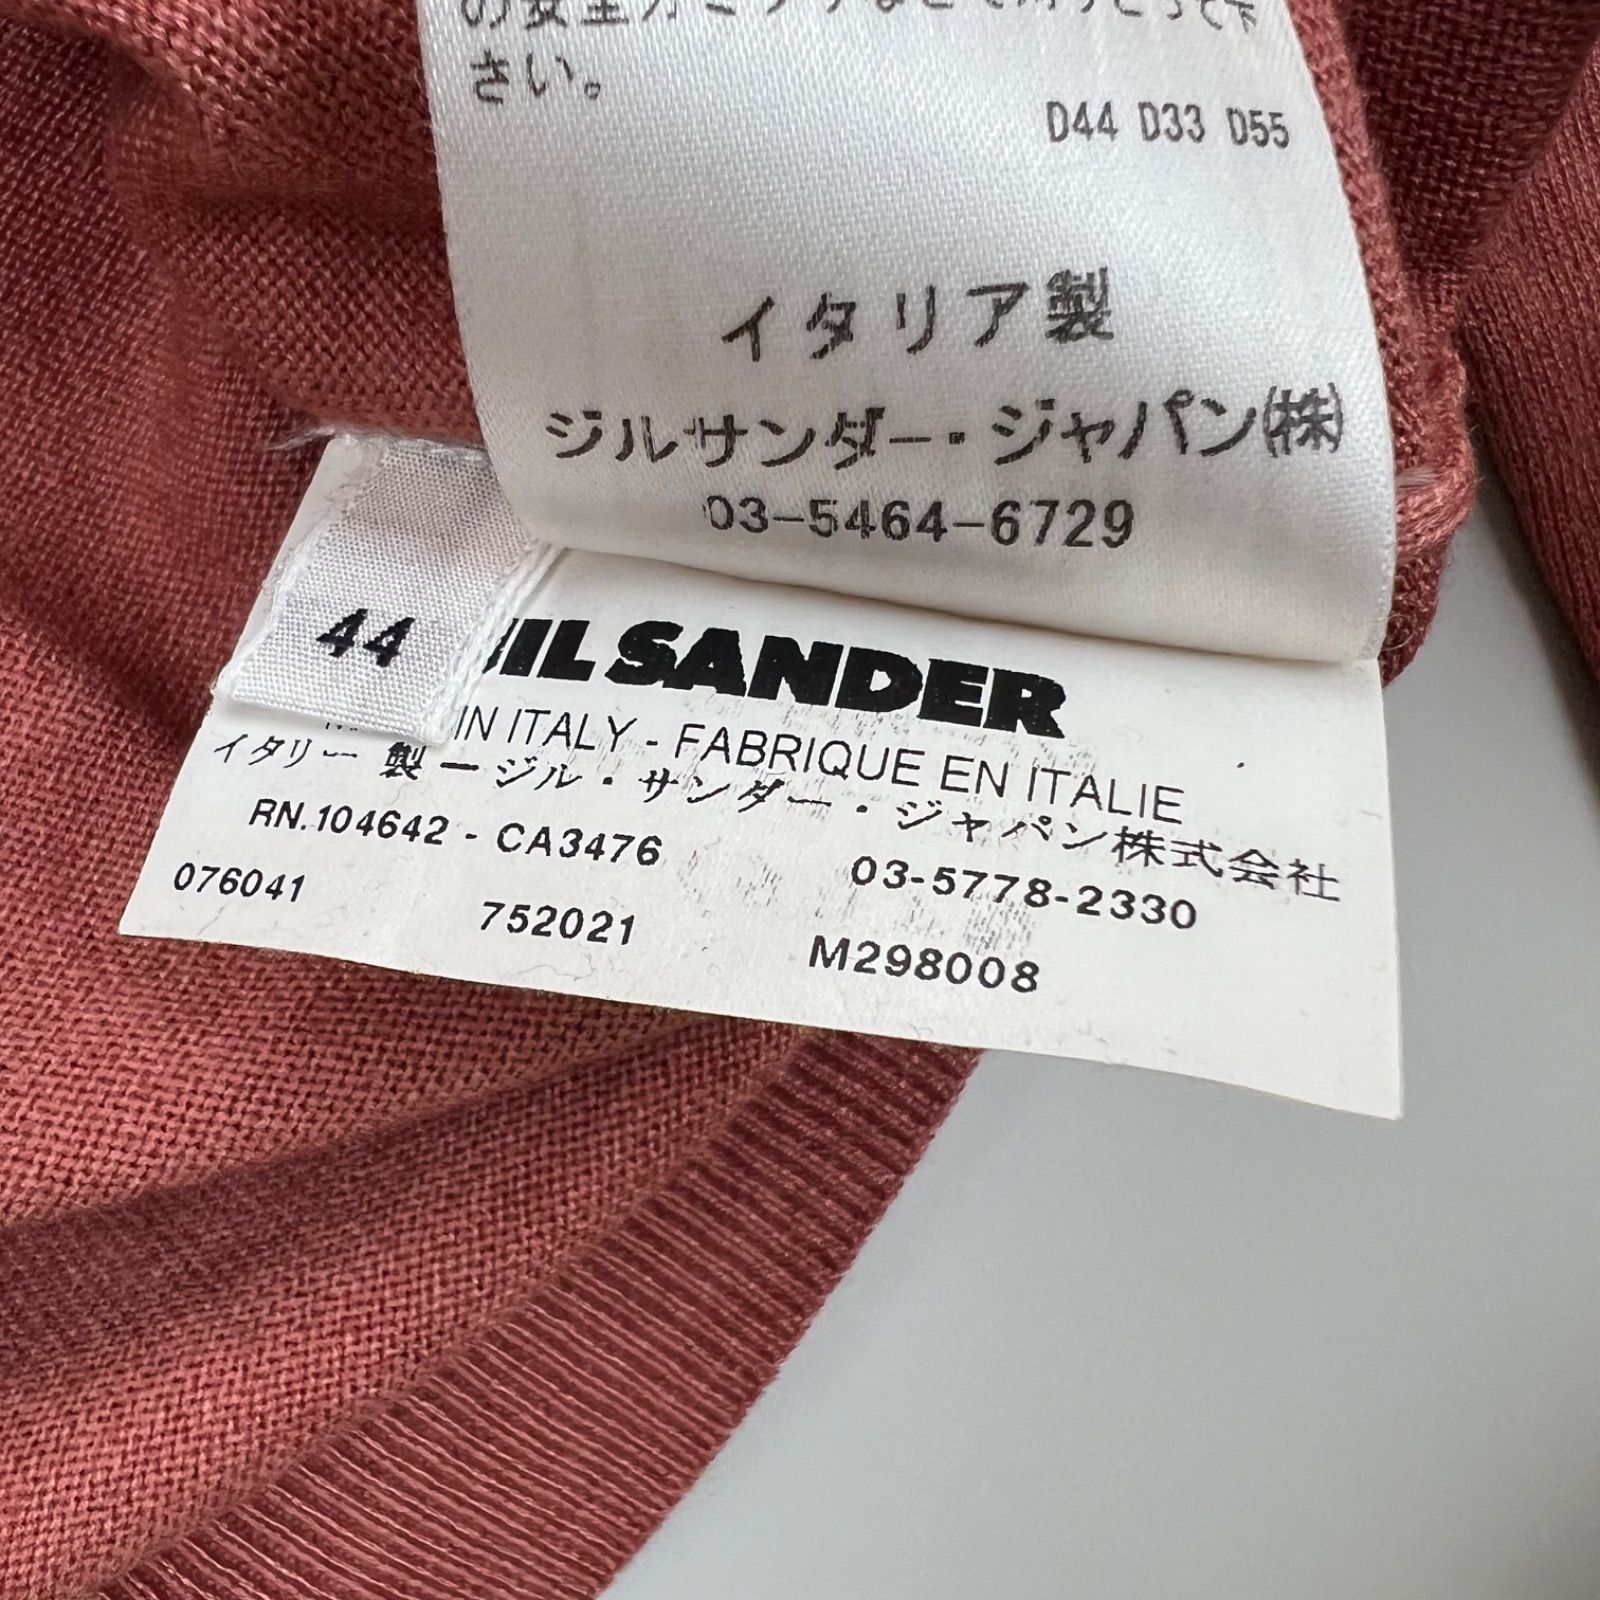 さい。
D44 D33 D55
イタリア製
ジルサンダー・ジャパン㈱
03-5464-6729
44
JIL SANDER
IN ITALY - FABRIQUE EN ITALIE
イタリー 製 ージル・サンダー・ジャパン株式会社
RN.104642 - CA3476
03-5778-2330
076041
752021
M298008